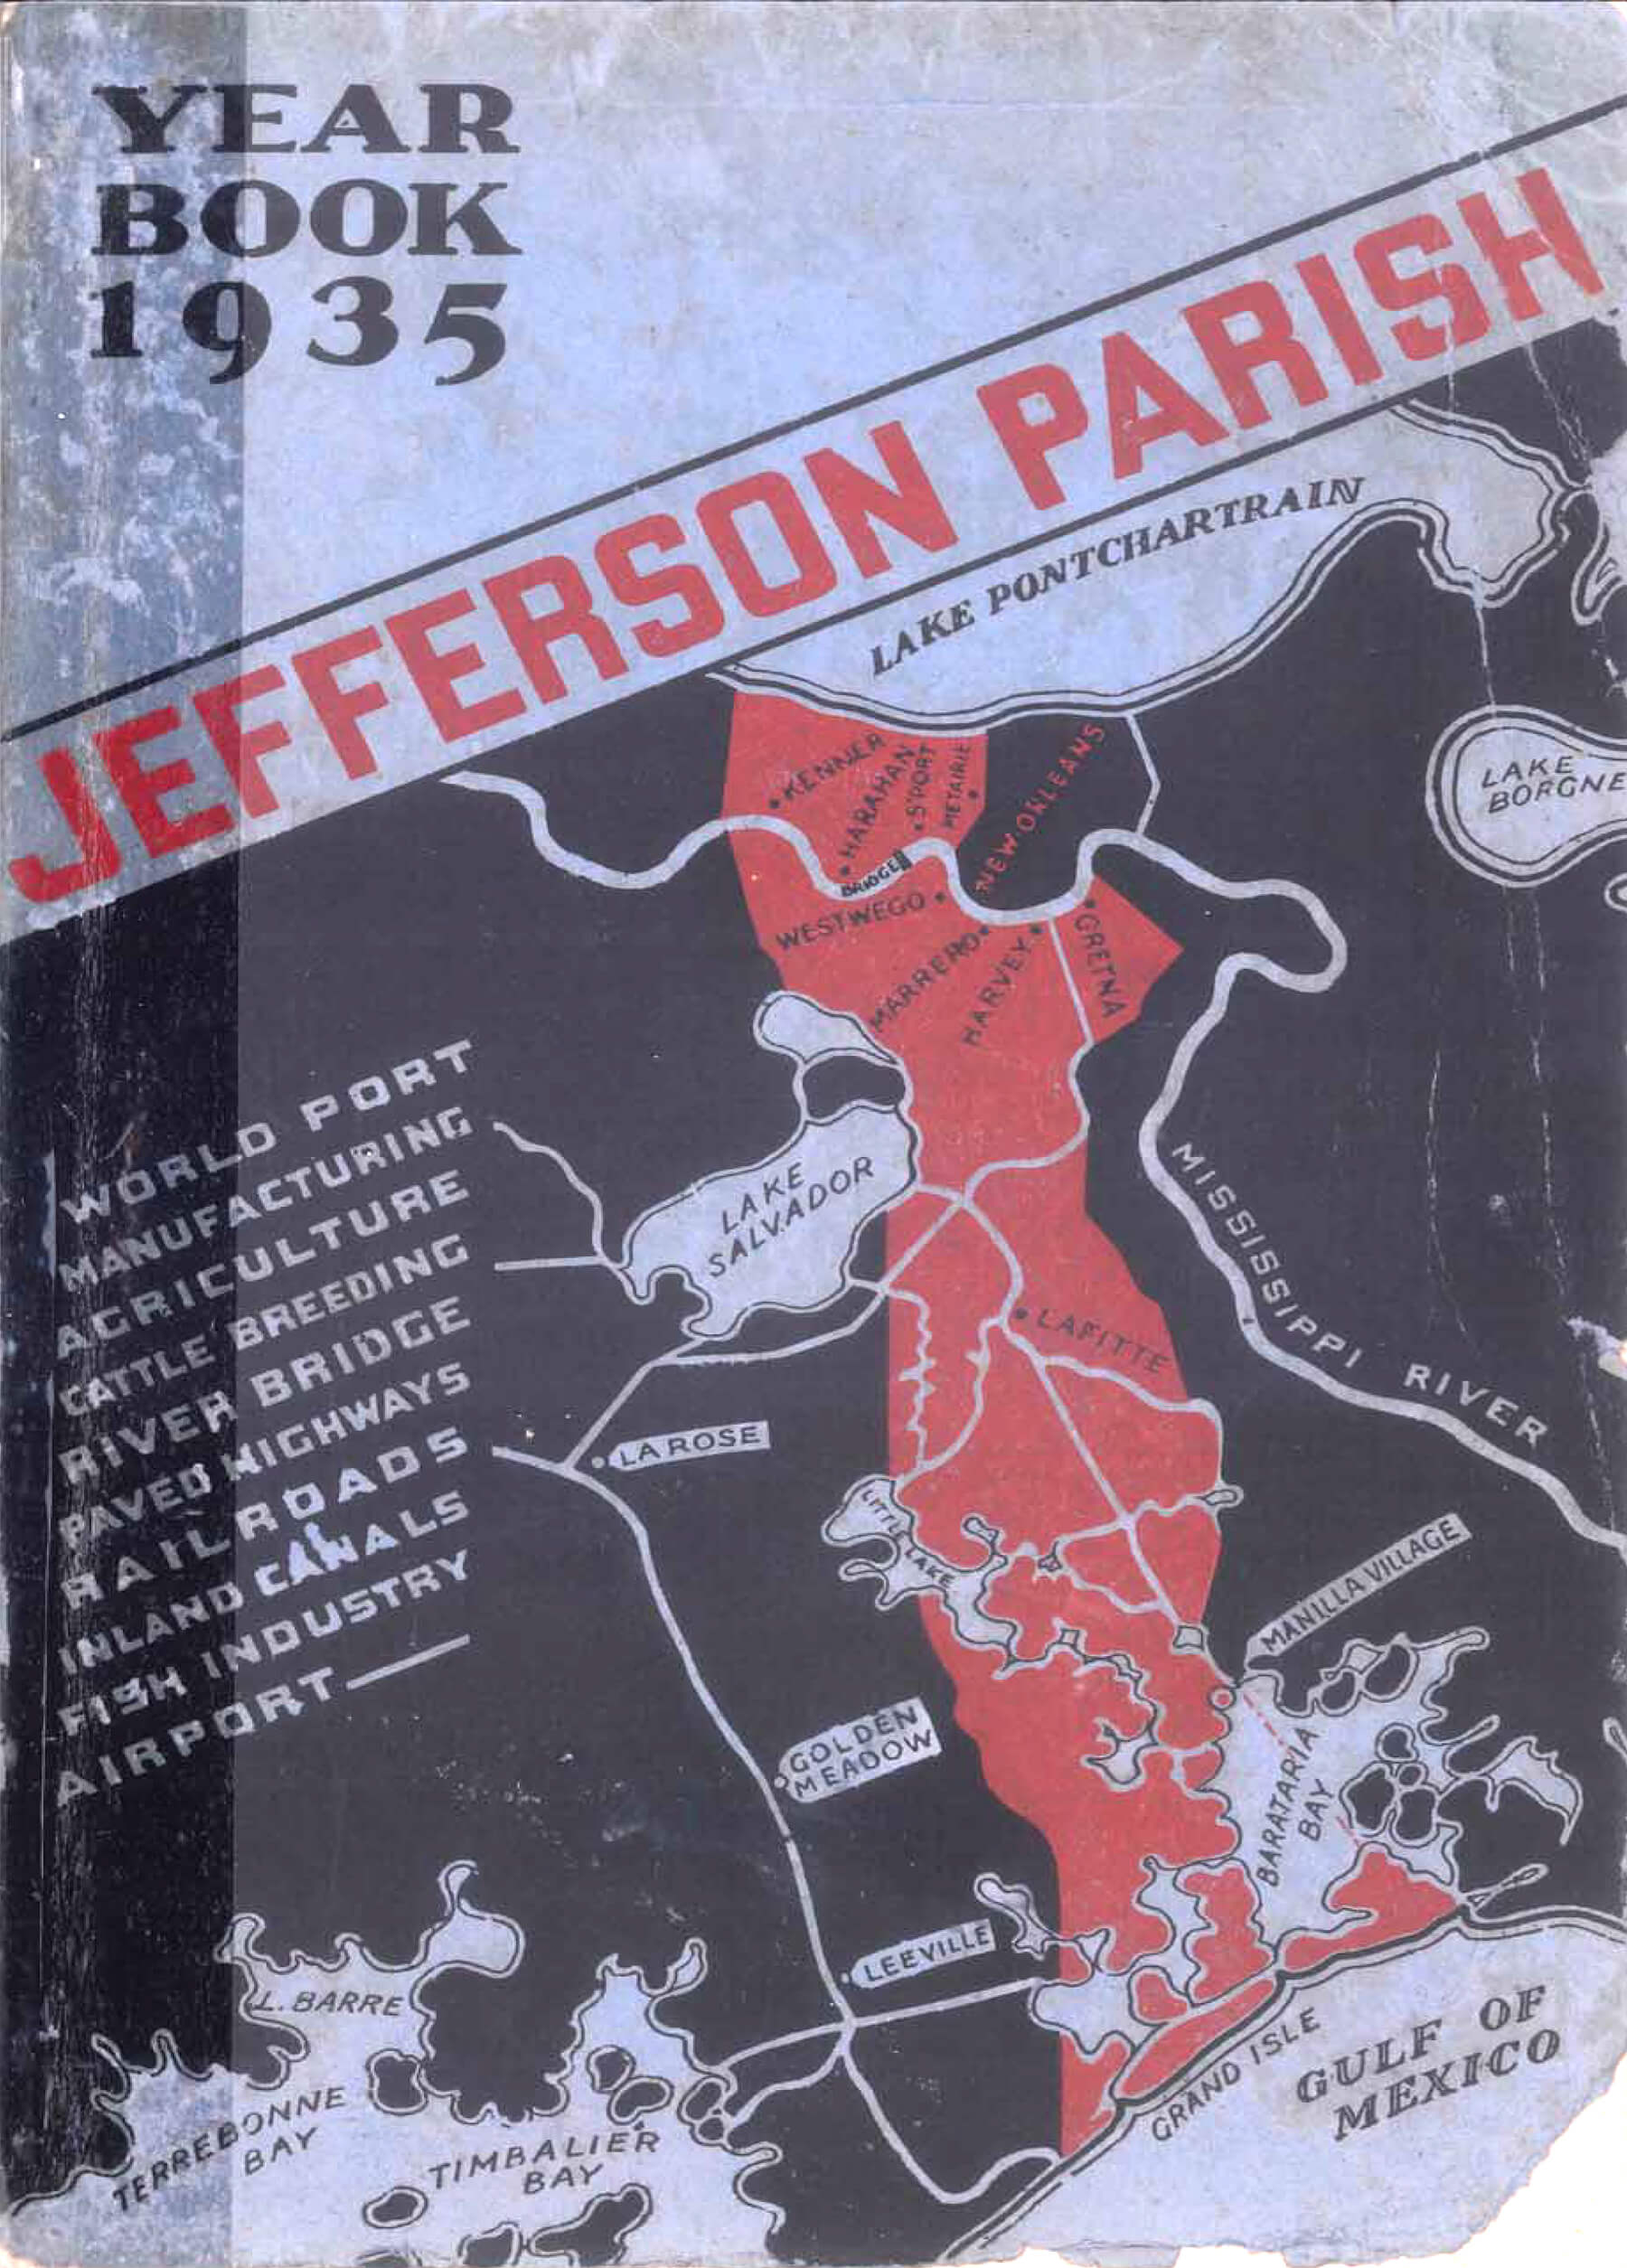 YEAR
BOOK
1935
JEFFERSON PARISH
LAKE PONTCHARTRAIN
LAKE
BORGNE
KENNER
HARAHAN
S'PORT
METAIRIE
NEW ORLEANS
BRIDGE
WESTWEGO
MARRERO
HARVEY
GRETNA
WORLD PORT
MANUFACTURING
AGRICULTURE
CATTLE BREEDING
RIVER BRIDGE
PAVED HIGHWAYS
RAILROADS
INLAND CANALS
FISH INDUSTRY
AIRPORT
LAKE
SALVADOR
MISSISSIPPI RIVER
LAFITTE
LA ROSE
LITTLE LAKE
MANILLA VILLAGE
GOLDEN
MEADOW
BARATARIA
BAY
LEEVILLE
L. BARRE
GRAND ISLE
GULF OF
MEXICO
TERREBONNE
BAY
TIMBALIER
BAY